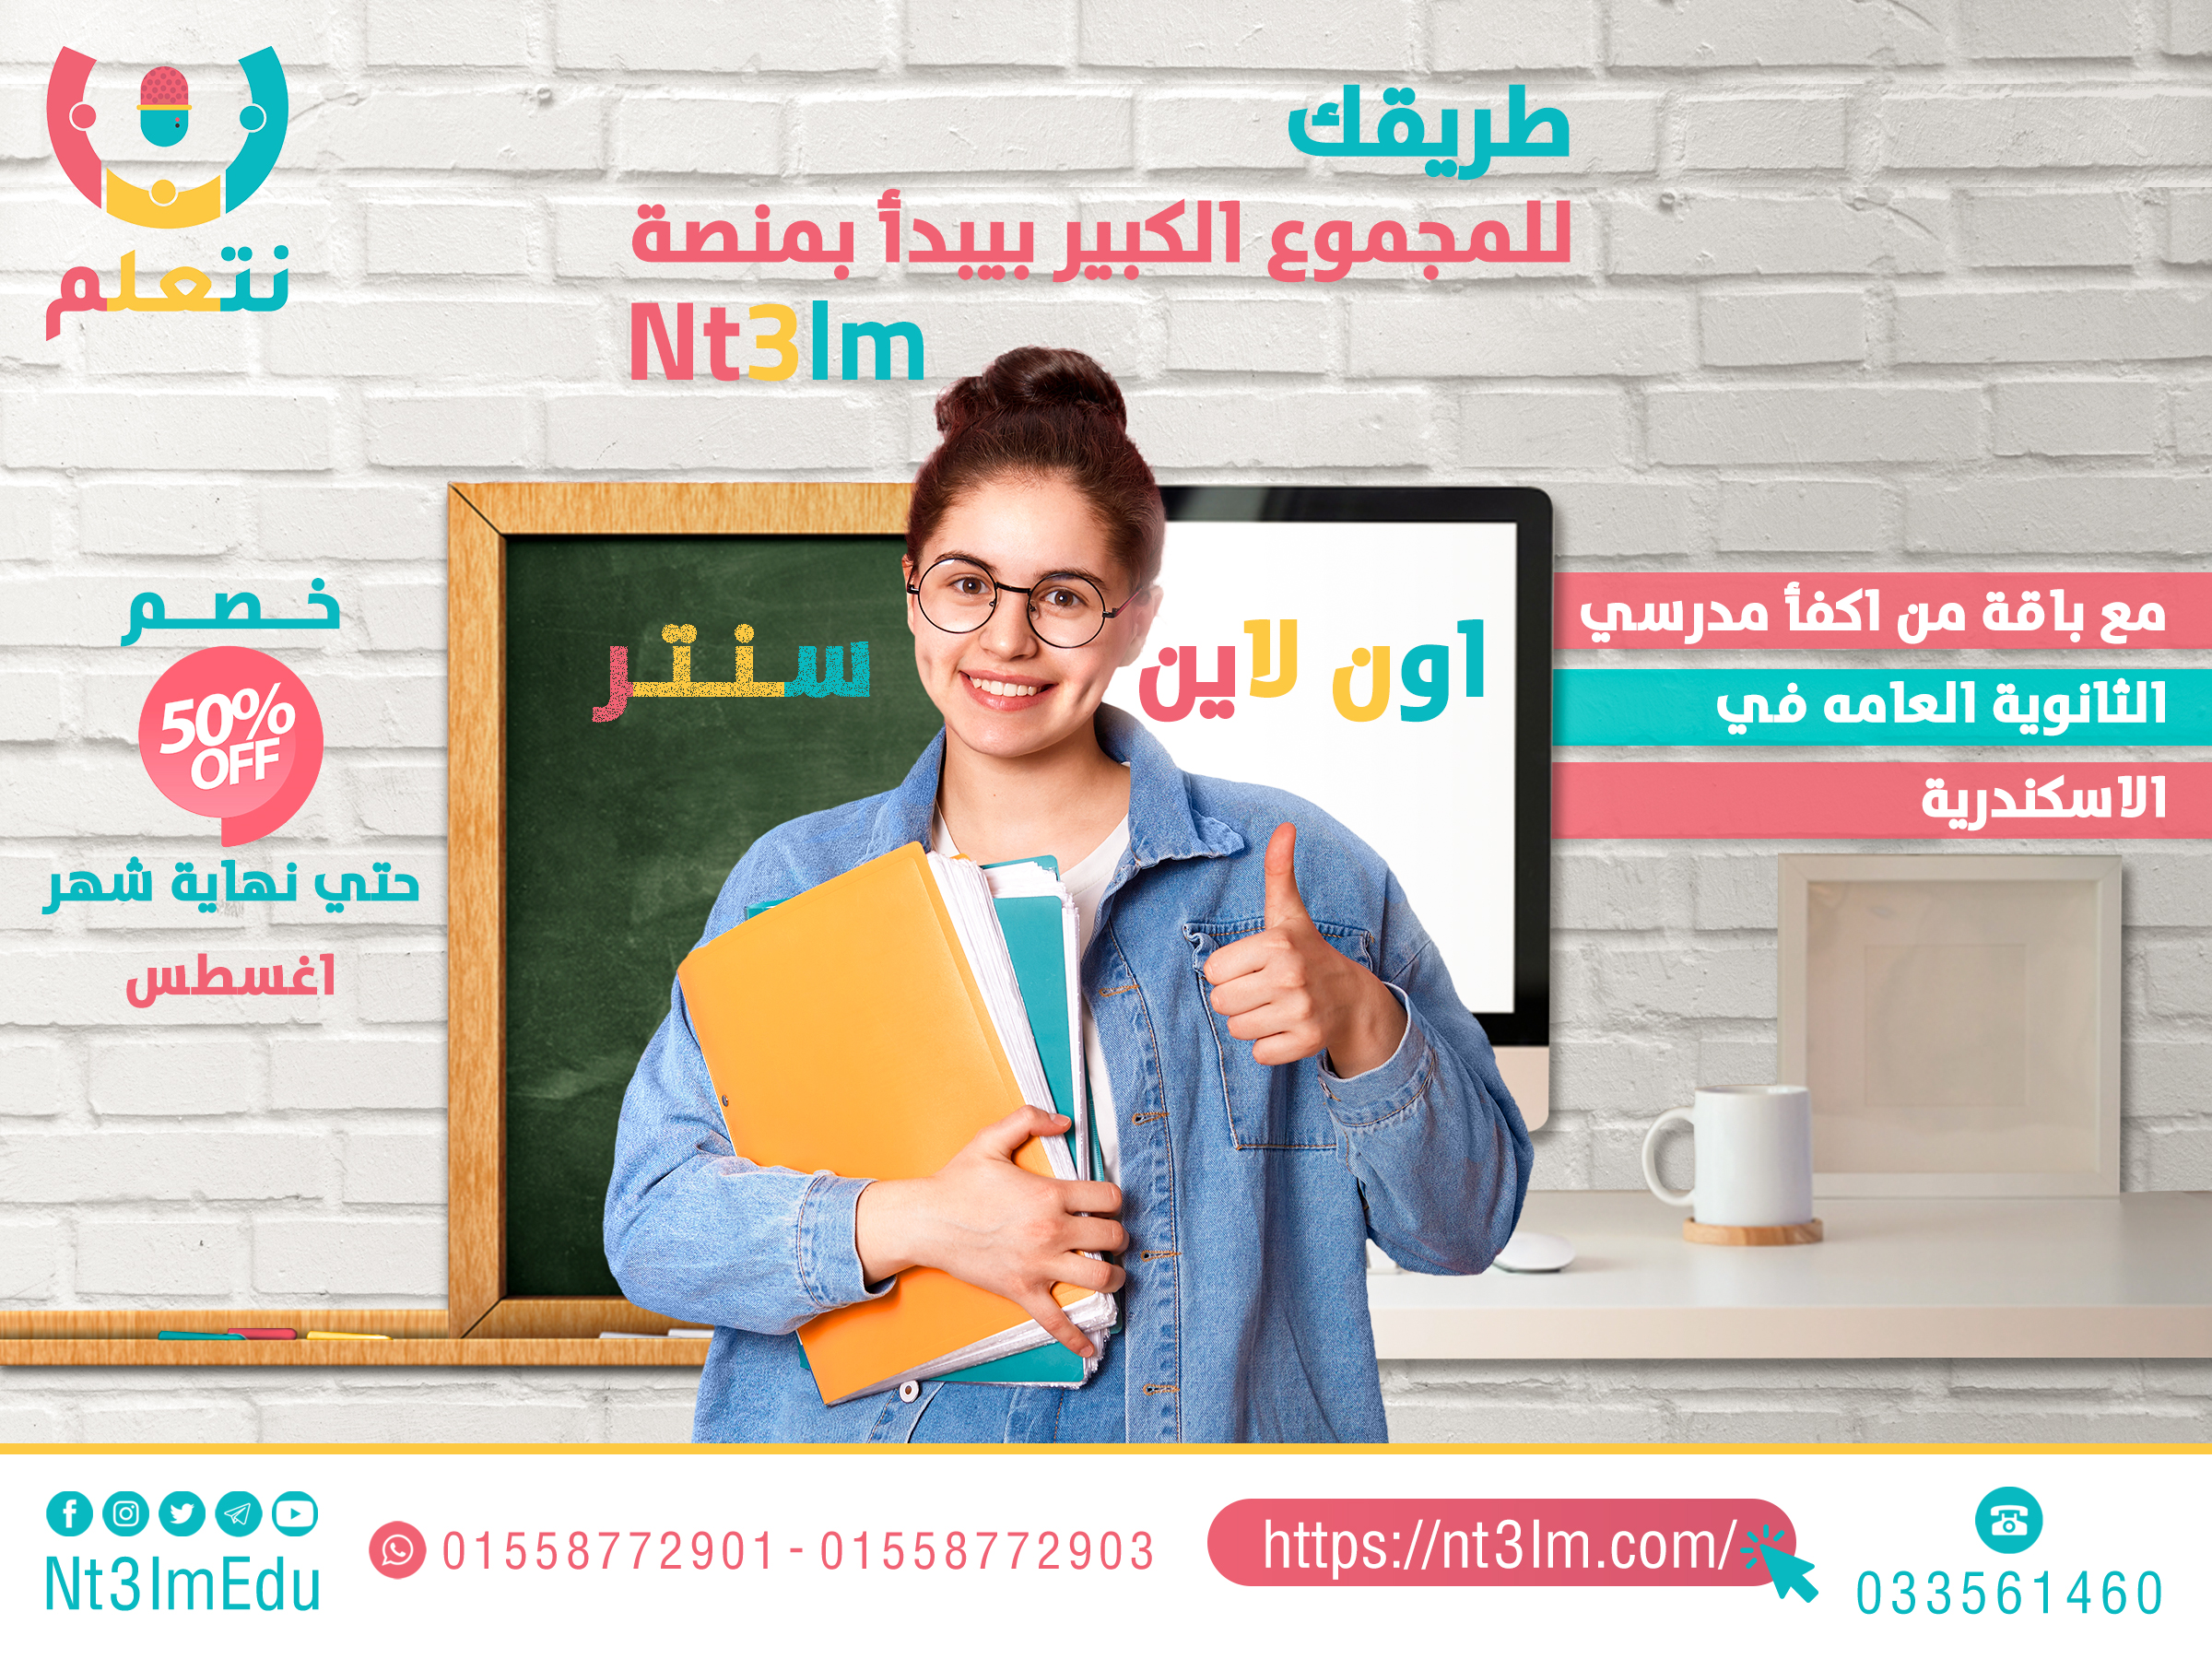 نتعلم
طريقك
للمجموع الكبير بيبدأ بمنصة
Nt3lm
مع باقة من اكفأ مدرسي
الثانوية العامه في
الاسكندرية
اون لاين
سنتر
خـصـم
50%
OFF
حتي نهاية شهر
اغسطس
Nt3lmEdu
01558772901 - 01558772903
https://nt3lm.com/
033561460